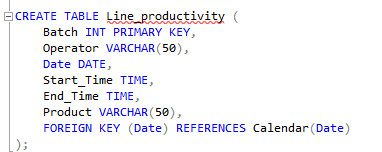 CREATE TABLE Line_productivity (
Batch INT PRIMARY KEY,
Operator VARCHAR(50),
Date DATE,
Start_Time TIME,
End_Time TIME,
Product VARCHAR(50),
FOREIGN KEY (Date) REFERENCES Calendar(Date)
);